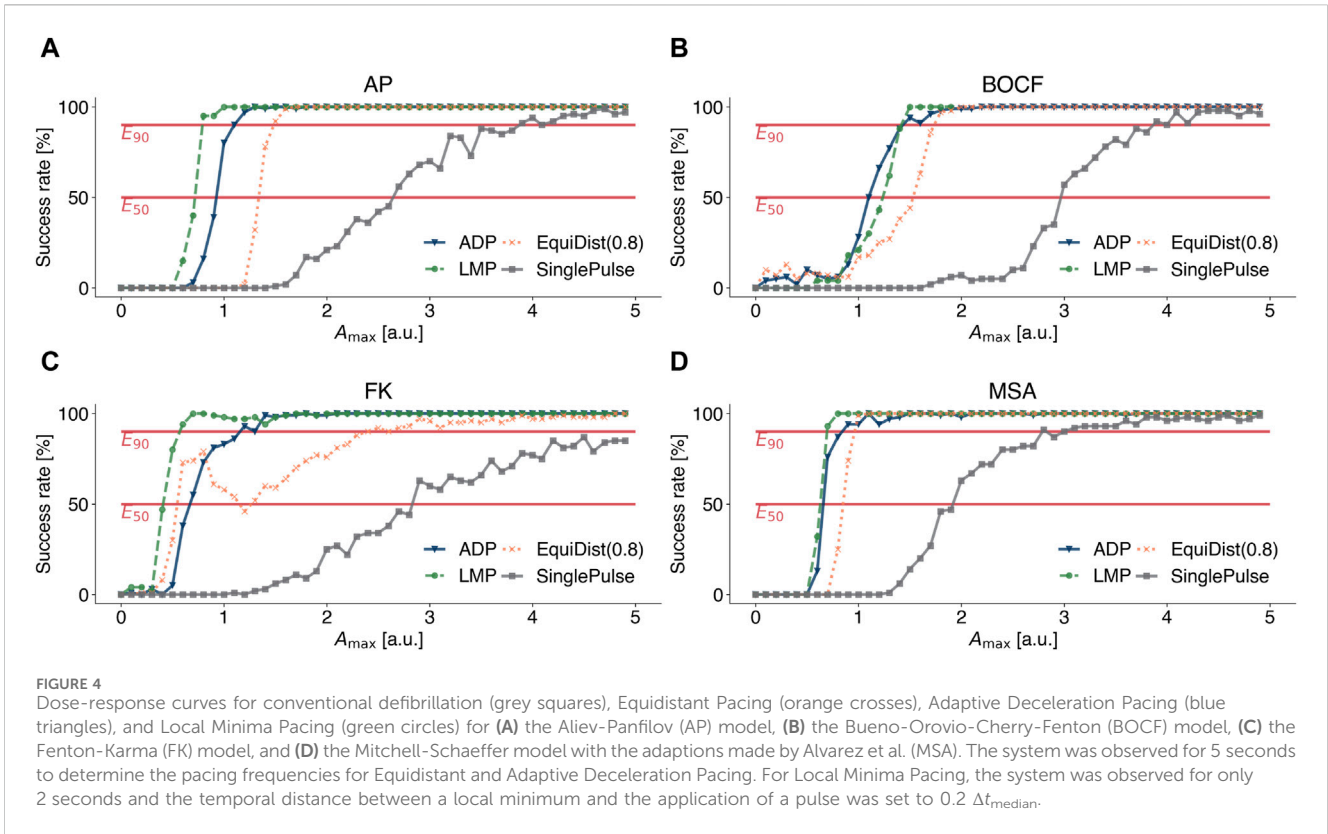 A
AP
Success rate [%]
100
50
0
E90
E50
ADP
LMP
EquiDist(0.8)
SinglePulse
0 1 2 3 4 5
Amax [a.u.]
B
BOCF
Success rate [%]
100
50
0
E90
E50
ADP
LMP
EquiDist(0.8)
SinglePulse
0 1 2 3 4 5
Amax [a.u.]
C
FK
Success rate [%]
100
50
0
E90
E50
ADP
LMP
EquiDist(0.8)
SinglePulse
0 1 2 3 4 5
Amax [a.u.]
D
MSA
Success rate [%]
100
50
0
E90
E50
ADP
LMP
EquiDist(0.8)
SinglePulse
0 1 2 3 4 5
Amax [a.u.]
FIGURE 4
Dose-response curves for conventional defibrillation (grey squares), Equidistant Pacing (orange crosses), Adaptive Deceleration Pacing (blue
triangles), and Local Minima Pacing (green circles) for (A) the Aliev-Panfilov (AP) model, (B) the Bueno-Orovio-Cherry-Fenton (BOCF) model, (C) the
Fenton-Karma (FK) model, and (D) the Mitchell-Schaeffer model with the adaptions made by Alvarez et al. (MSA). The system was observed for 5 seconds
to determine the pacing frequencies for Equidistant and Adaptive Deceleration Pacing. For Local Minima Pacing, the system was observed for only
2 seconds and the temporal distance between a local minimum and the application of a pulse was set to 0.2 Δtmedian.